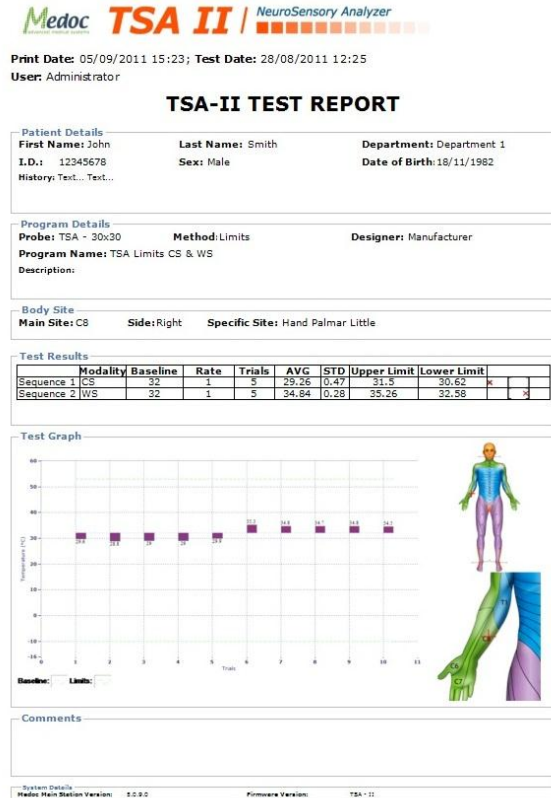 Medoc TSA II NeuroSensory Analyzer
Print Date: 05/09/2011 15:23; Test Date: 28/08/2011 12:25
User: Administrator
TSA-II TEST REPORT
Patient Details
First Name: John Last Name: Smith Department: Department 1
I.D.: 12345678 Sex: Male Date of Birth:18/11/1982
History: Text... Text...
Program Details
Probe: TSA - 30x30 Method:Limits Designer: Manufacturer
Program Name: TSA Limits CS & WS
Description:
Body Site
Main Site: C8 Side:Right Specific Site: Hand Palmar Little
Test Results
Modality Baseline Rate Trials AVG STD Upper Limit Lower Limit
Sequence 1 CS 32 1 5 29.26 0.47 31.5 30.62
Sequence 2 WS 32 1 5 34.84 0.28 35.26 32.58
Test Graph
Temperature (°C)
60
50
40
30
20
10
0
-10
0 1 2 3 4 5 6 7 8 9 10 11
Trials
Baseline: Limits:
T1
C8
C6
C7
Comments
System Details
Medoc Main Station Version: 5.0.9.0 Firmware Version: TSA - II